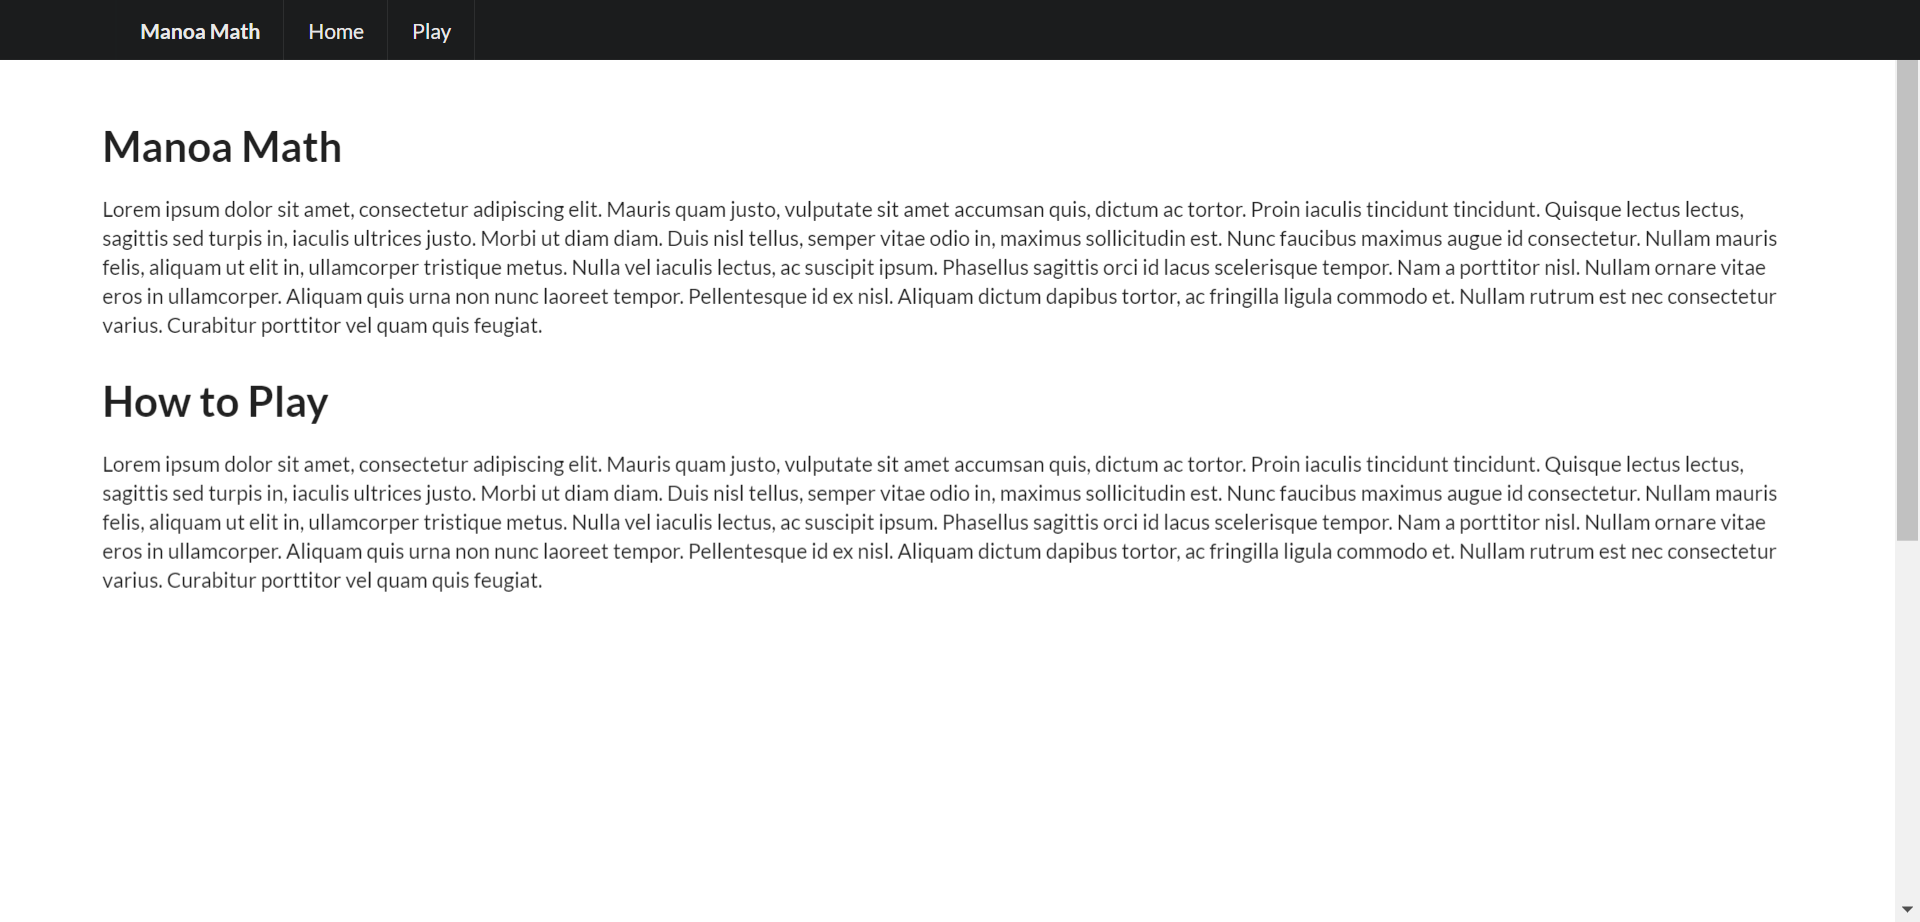 Manoa Math Home Play
Manoa Math
Lorem ipsum dolor sit amet, consectetur adipiscing elit. Mauris quam justo, vulputate sit amet accumsan quis, dictum ac tortor. Proin iaculis tincidunt tincidunt. Quisque lectus lectus,
sagittis sed turpis in, iaculis ultrices justo. Morbi ut diam diam. Duis nisl tellus, semper vitae odio in, maximus sollicitudin est. Nunc faucibus maximus augue id consectetur. Nullam mauris
felis, aliquam ut elit in, ullamcorper tristique metus. Nulla vel iaculis lectus, ac suscipit ipsum. Phasellus sagittis orci id lacus scelerisque tempor. Nam a porttitor nisl. Nullam ornare vitae
eros in ullamcorper. Aliquam quis urna non nunc laoreet tempor. Pellentesque id ex nisl. Aliquam dictum dapibus tortor, ac fringilla ligula commodo et. Nullam rutrum est nec consectetur
varius. Curabitur porttitor vel quam quis feugiat.
How to Play
Lorem ipsum dolor sit amet, consectetur adipiscing elit. Mauris quam justo, vulputate sit amet accumsan quis, dictum ac tortor. Proin iaculis tincidunt tincidunt. Quisque lectus lectus,
sagittis sed turpis in, iaculis ultrices justo. Morbi ut diam diam. Duis nisl tellus, semper vitae odio in, maximus sollicitudin est. Nunc faucibus maximus augue id consectetur. Nullam mauris
felis, aliquam ut elit in, ullamcorper tristique metus. Nulla vel iaculis lectus, ac suscipit ipsum. Phasellus sagittis orci id lacus scelerisque tempor. Nam a porttitor nisl. Nullam ornare vitae
eros in ullamcorper. Aliquam quis urna non nunc laoreet tempor. Pellentesque id ex nisl. Aliquam dictum dapibus tortor, ac fringilla ligula commodo et. Nullam rutrum est nec consectetur
varius. Curabitur porttitor vel quam quis feugiat.